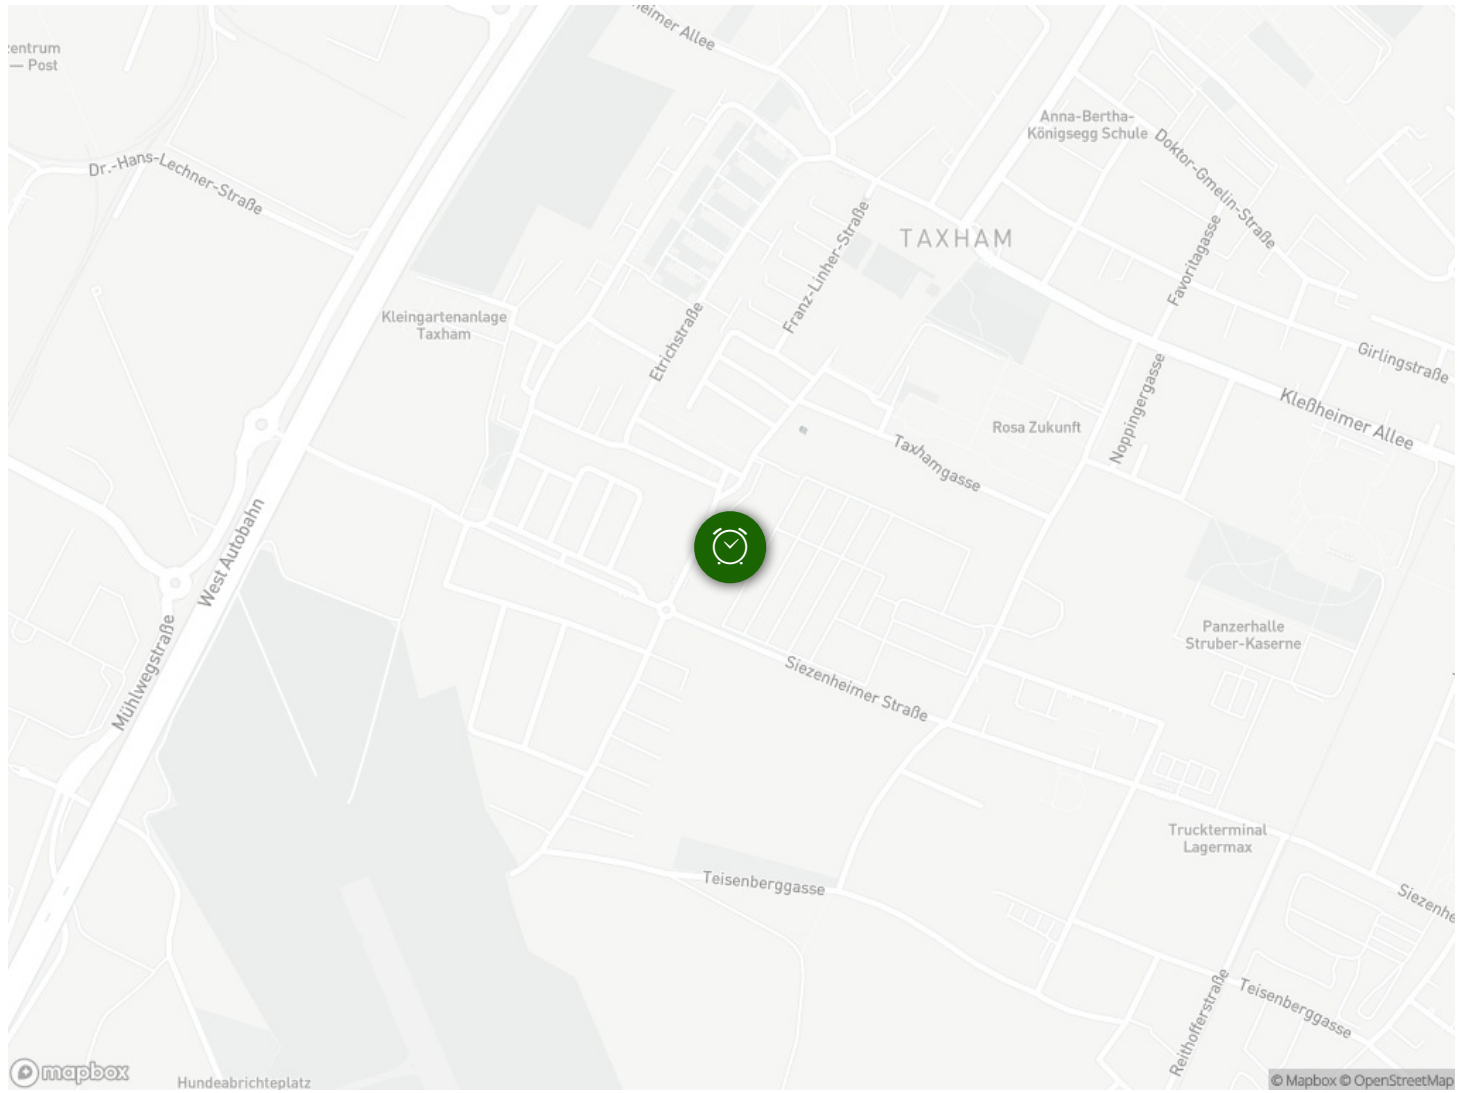 eimer Allee
zentrum
— Post
Anna-Bertha-
Königsegg Schule
Doktor-Gmelin-Straße
Dr.-Hans-Lechner-Straße
Franz-Linher-Straße
TAXHAM
Favoritagasse
Kleingartenanlage
Taxham
Etrichstraße
Girlingstraße
Kleßheimer Allee
Noppingergasse
Rosa Zukunft
Taxhamgasse
West Autobahn
Mühlwegstraße
Panzerhalle
Struber-Kaserne
Siezenheimer Straße
Truckterminal
Lagermax
Teisenberggasse
Siezenhe
Reithofferstraße
Teisenberggasse
mapbox
Hundeabrichteplatz
© Mapbox © OpenStreetMap